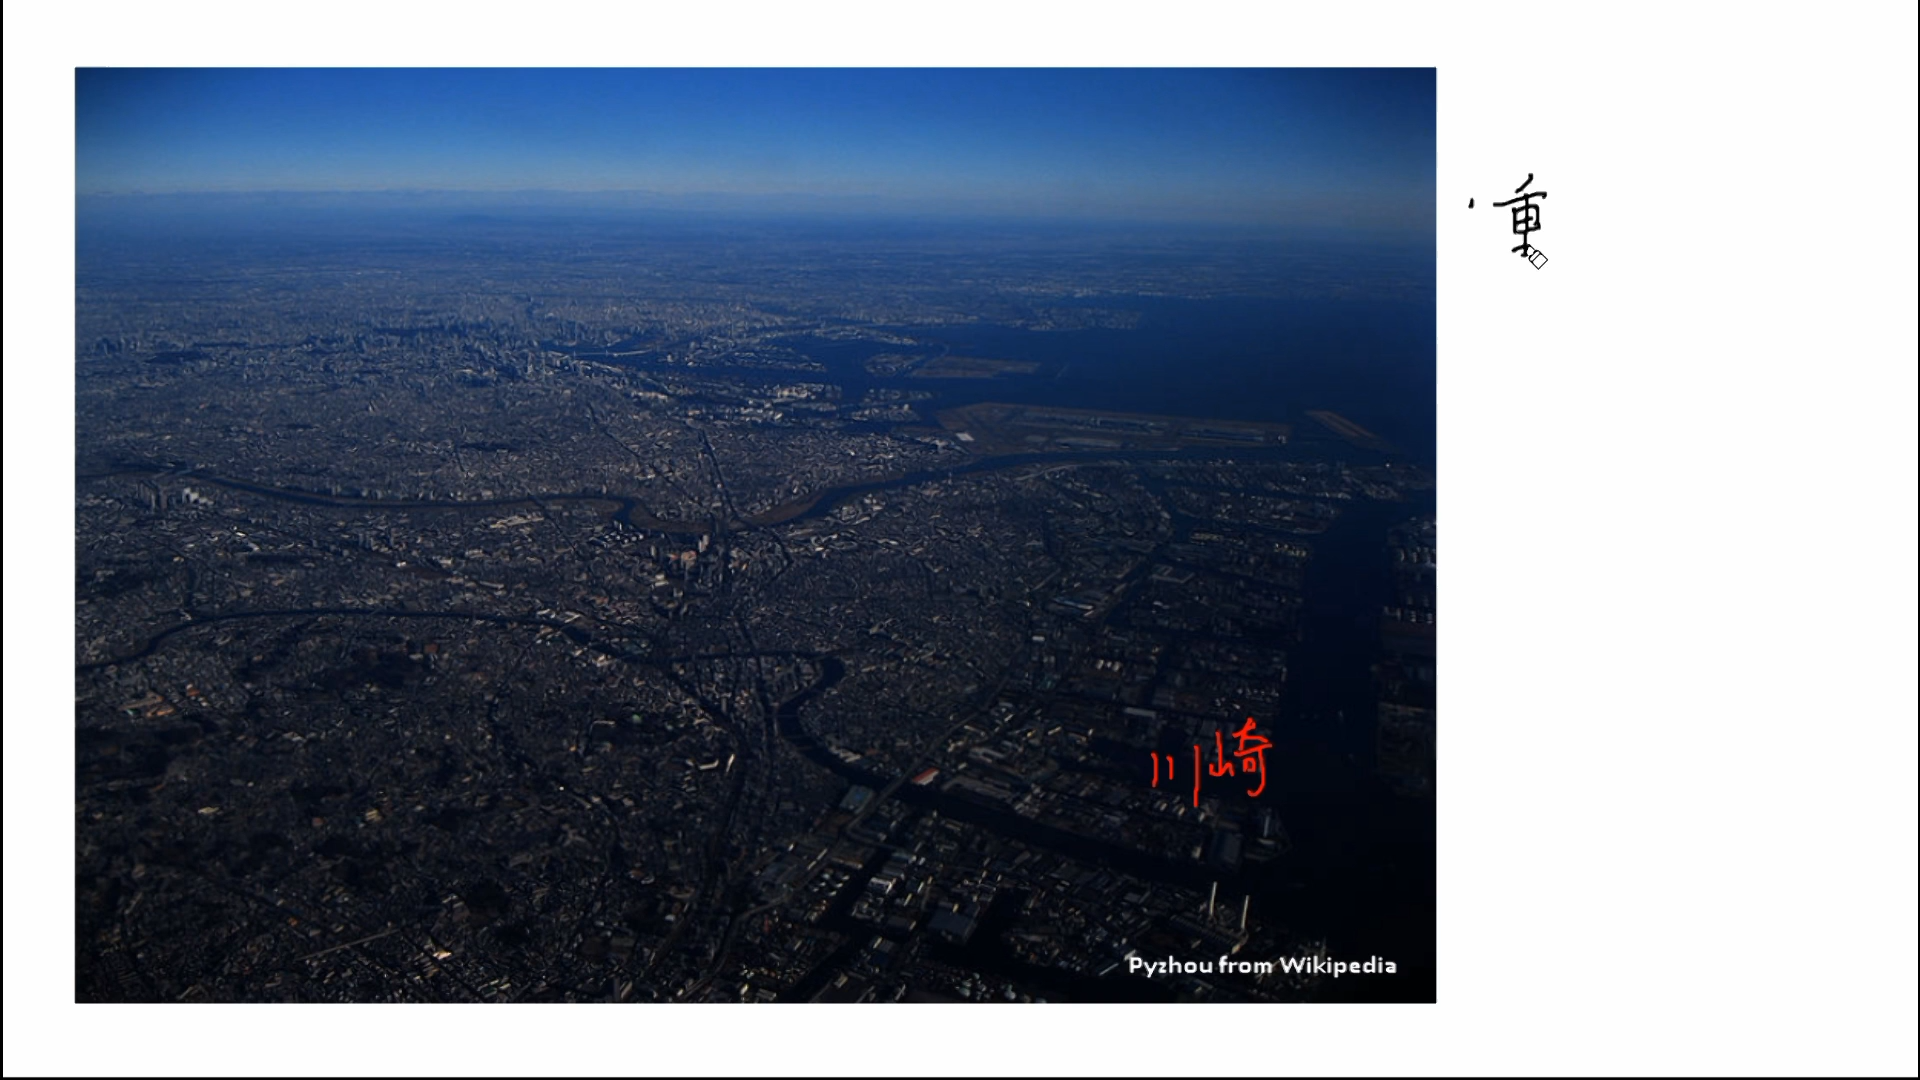 ・重
川崎
Pyzhou from Wikipedia